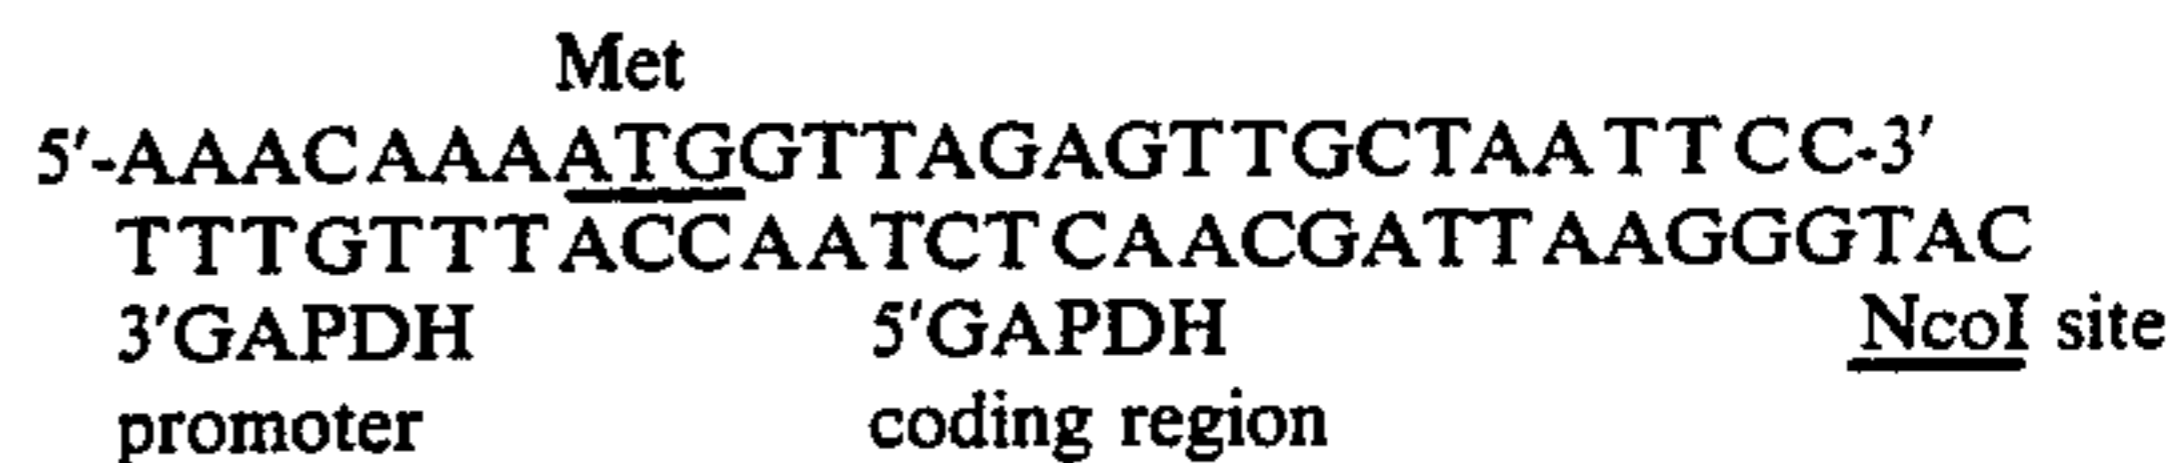 Met
5'-AAACAAAATGGTTAGAGTTGCTAATTCC-3'
TTTGTTTACCAATCTCAACGATTAAGGGTAC
3'GAPDH 5'GAPDH NcoI site
promoter coding region